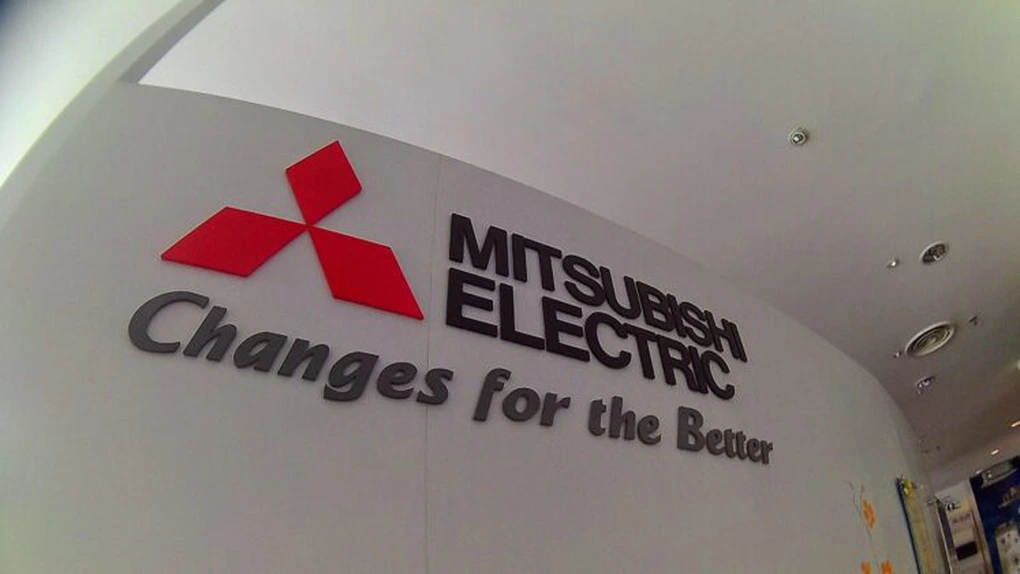 MITSUBISHI
ELECTRIC
Changes for the Better